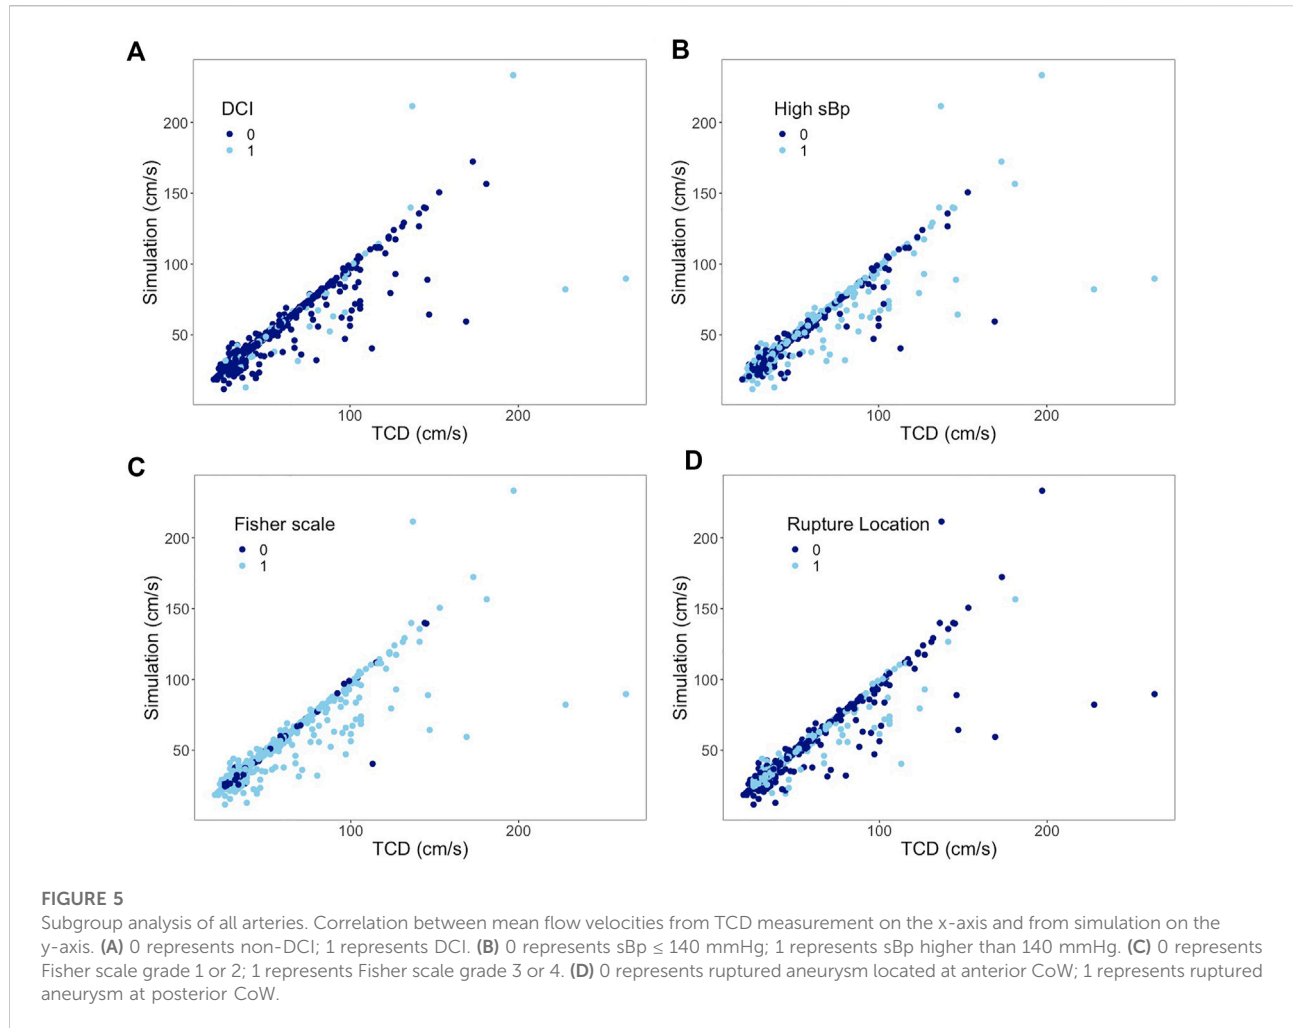 A
DCI
0
1
200
150
100
50
Simulation (cm/s)
100
200
TCD (cm/s)
B
High sBp
0
1
200
150
100
50
Simulation (cm/s)
100
200
TCD (cm/s)
C
Fisher scale
0
1
200
150
100
50
Simulation (cm/s)
100
200
TCD (cm/s)
D
Rupture Location
0
1
200
150
100
50
Simulation (cm/s)
100
200
TCD (cm/s)
FIGURE 5
Subgroup analysis of all arteries. Correlation between mean flow velocities from TCD measurement on the x-axis and from simulation on the
y-axis. (A) 0 represents non-DCI; 1 represents DCI. (B) 0 represents sBp ≤ 140 mmHg; 1 represents sBp higher than 140 mmHg. (C) 0 represents
Fisher scale grade 1 or 2; 1 represents Fisher scale grade 3 or 4. (D) 0 represents ruptured aneurysm located at anterior CoW; 1 represents ruptured
aneurysm at posterior CoW.